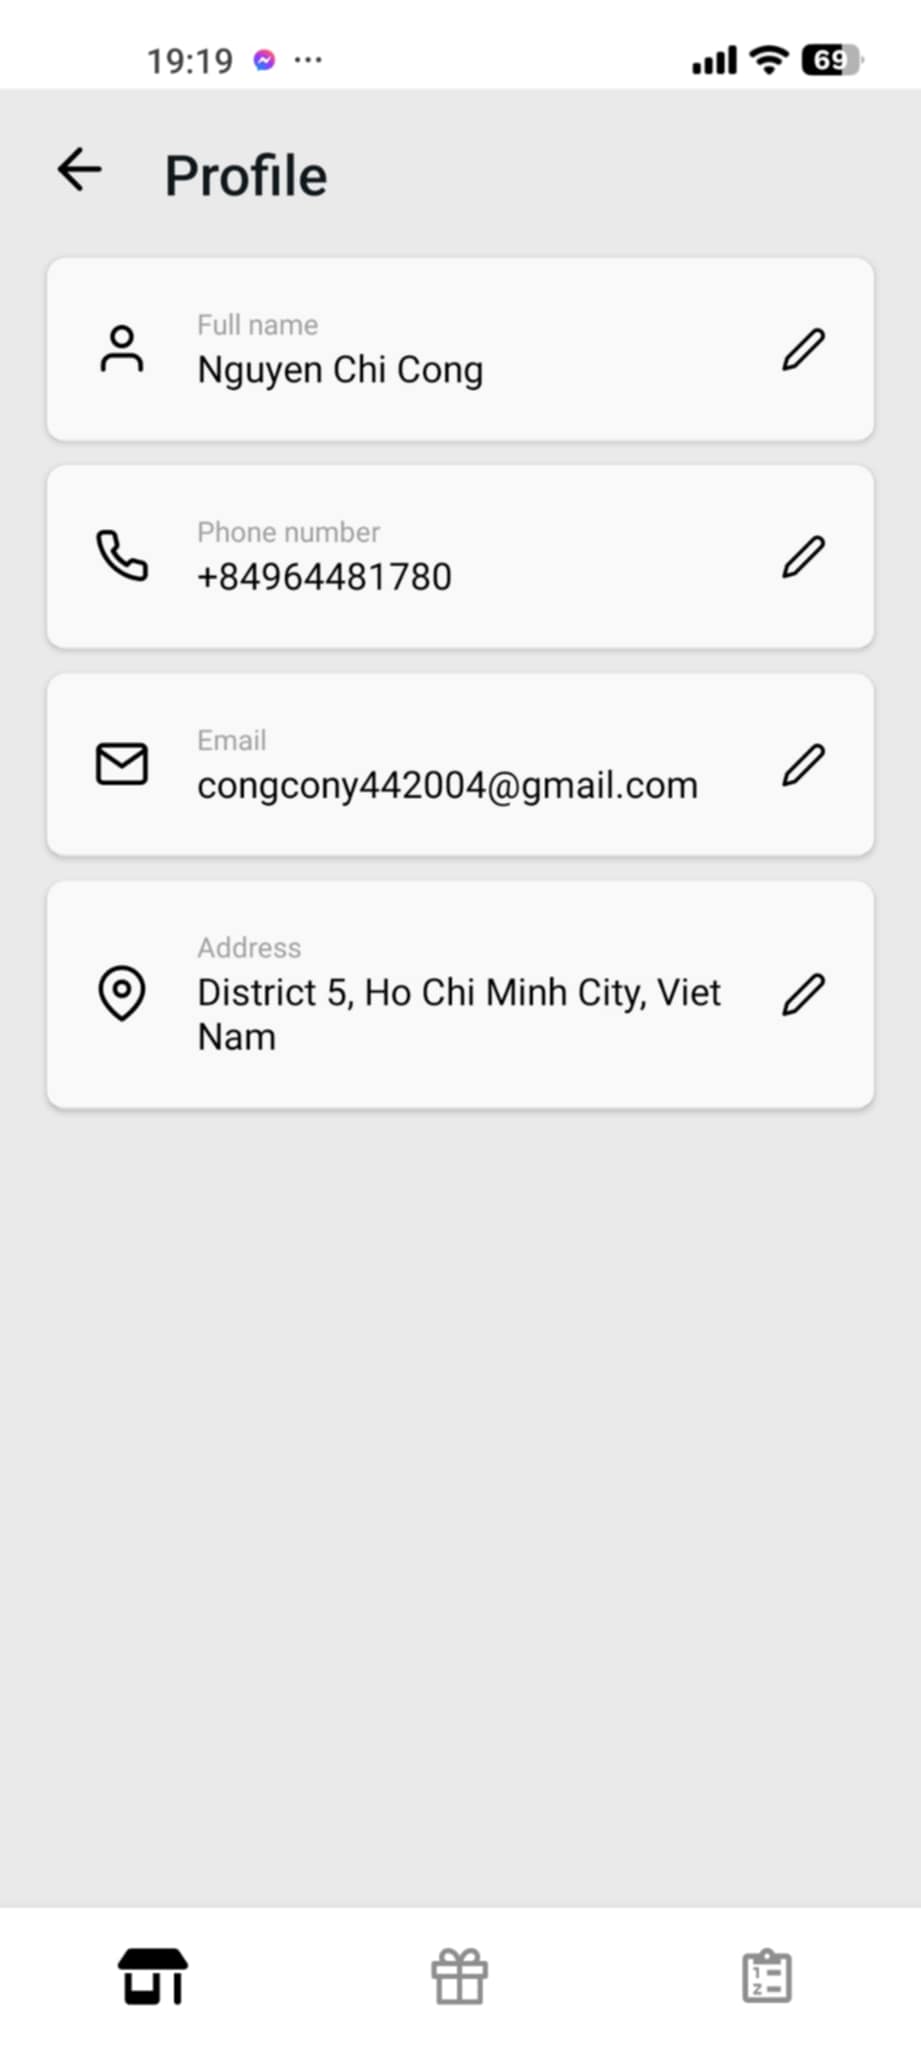 19:19 ...
69
Profile
Full name
Nguyen Chi Cong
Phone number
+84964481780
Email
congcony442004@gmail.com
Address
District 5, Ho Chi Minh City, Viet
Nam